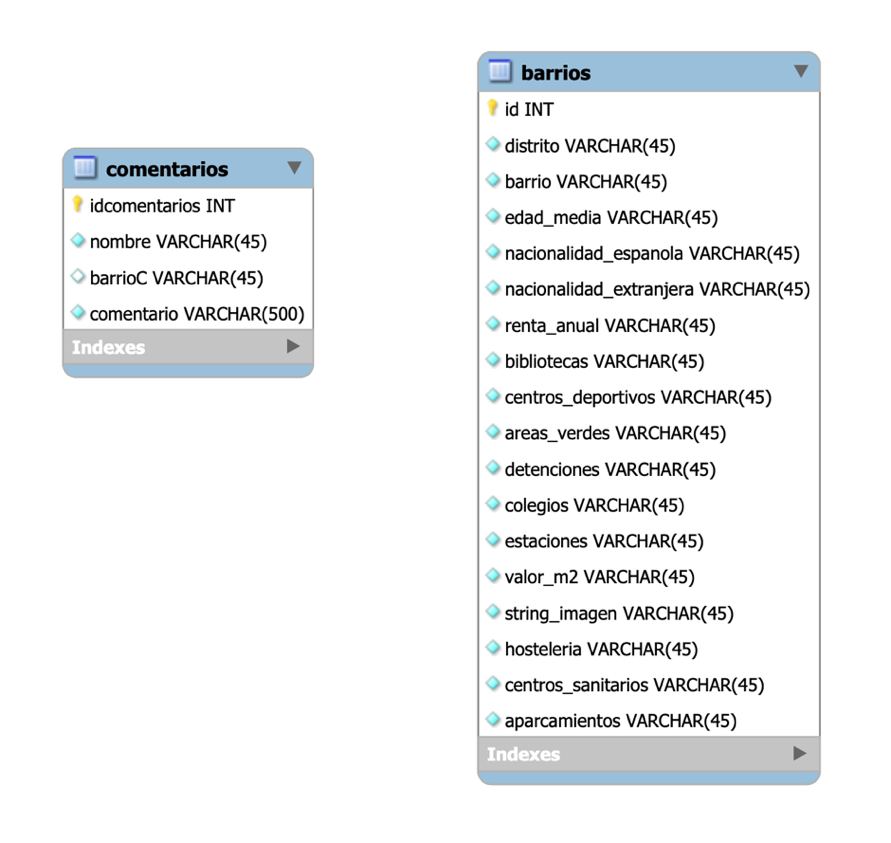 comentarios
idcomentarios INT
nombre VARCHAR(45)
barrioC VARCHAR(45)
comentario VARCHAR(500)
Indexes
barrios
id INT
distrito VARCHAR(45)
barrio VARCHAR(45)
edad_media VARCHAR(45)
nacionalidad_espanola VARCHAR(45)
nacionalidad_extranjera VARCHAR(45)
renta_anual VARCHAR(45)
bibliotecas VARCHAR(45)
centros_deportivos VARCHAR(45)
areas_verdes VARCHAR(45)
detenciones VARCHAR(45)
colegios VARCHAR(45)
estaciones VARCHAR(45)
valor_m2 VARCHAR(45)
string_imagen VARCHAR(45)
hosteleria VARCHAR(45)
centros_sanitarios VARCHAR(45)
aparcamientos VARCHAR(45)
Indexes